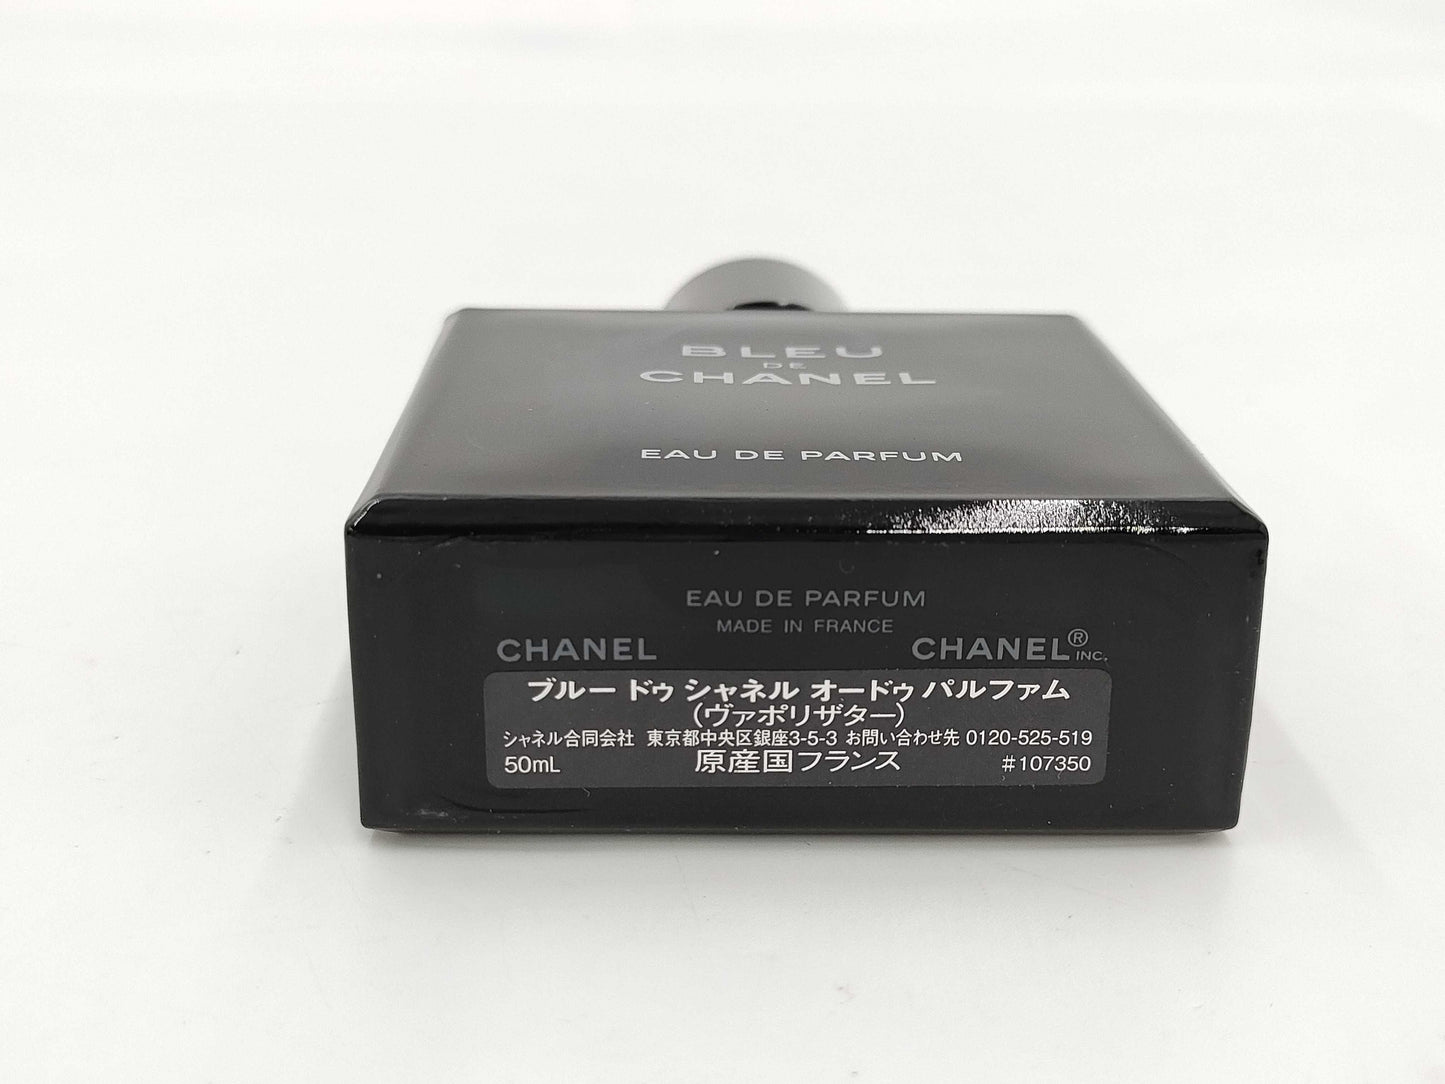 BLEU
DE
CHANEL
EAU DE PARFUM
EAU DE PARFUM
MADE IN FRANCE
CHANEL CHANEL® INC.
ブルー ドゥ シャネル オードゥ パルファム
(ヴァポリザター)
シャネル合同会社 東京都中央区銀座3-5-3 お問い合わせ先 0120-525-519
50mL 原産国フランス #107350